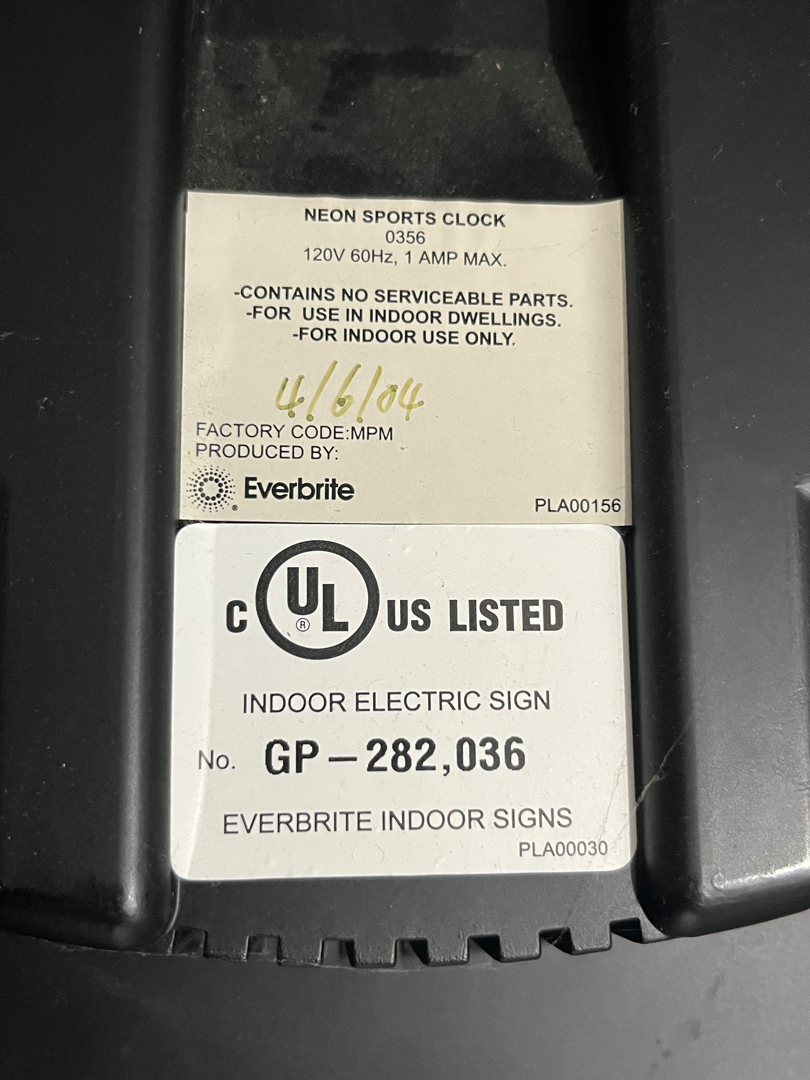 NEON SPORTS CLOCK
0356
120V 60Hz, 1 AMP MAX.
-CONTAINS NO SERVICEABLE PARTS.
-FOR USE IN INDOOR DWELLINGS.
-FOR INDOOR USE ONLY.
4/6/04
FACTORY CODE:MPM
PRODUCED BY:
Everbrite®
PLA00156
C UL® US LISTED
INDOOR ELECTRIC SIGN
No. GP-282,036
EVERBRITE INDOOR SIGNS
PLA00030